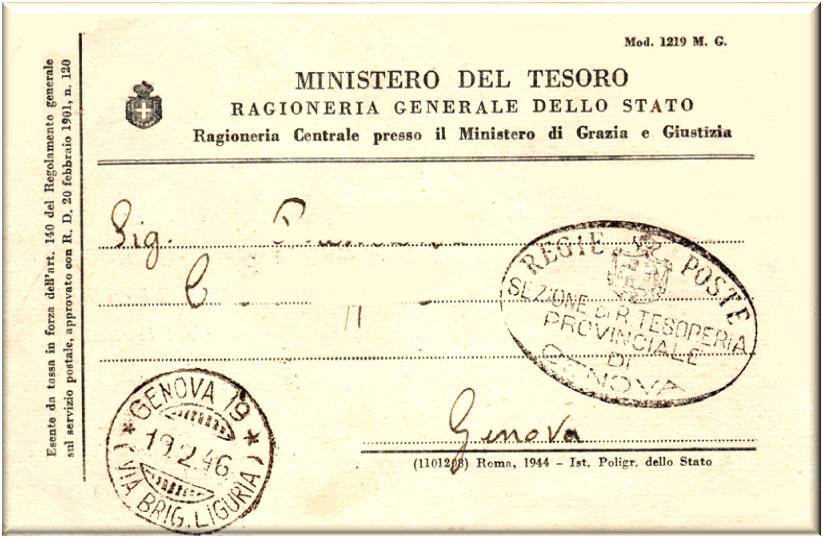 Mod. 1219 M. G.
MINISTERO DEL TESORO
RAGIONERIA GENERALE DELLO STATO
Ragioneria Centrale presso il Ministero di Grazia e Giustizia
Esente da tassa in forza dell'art. 140 del Regolamento generale
sul servizio postale, approvato con R. D. 20 febbraio 1901, n. 120
Sig.
REGIE POSTE
SEZIONE DI R. TESORERIA
PROVINCIALE
DI
GENOVA
GENOVA 19
19.2.46
(VIA BRIG. LIGURIA)
Genova
(1101208) Roma, 1944 - Ist. Poligr. dello Stato